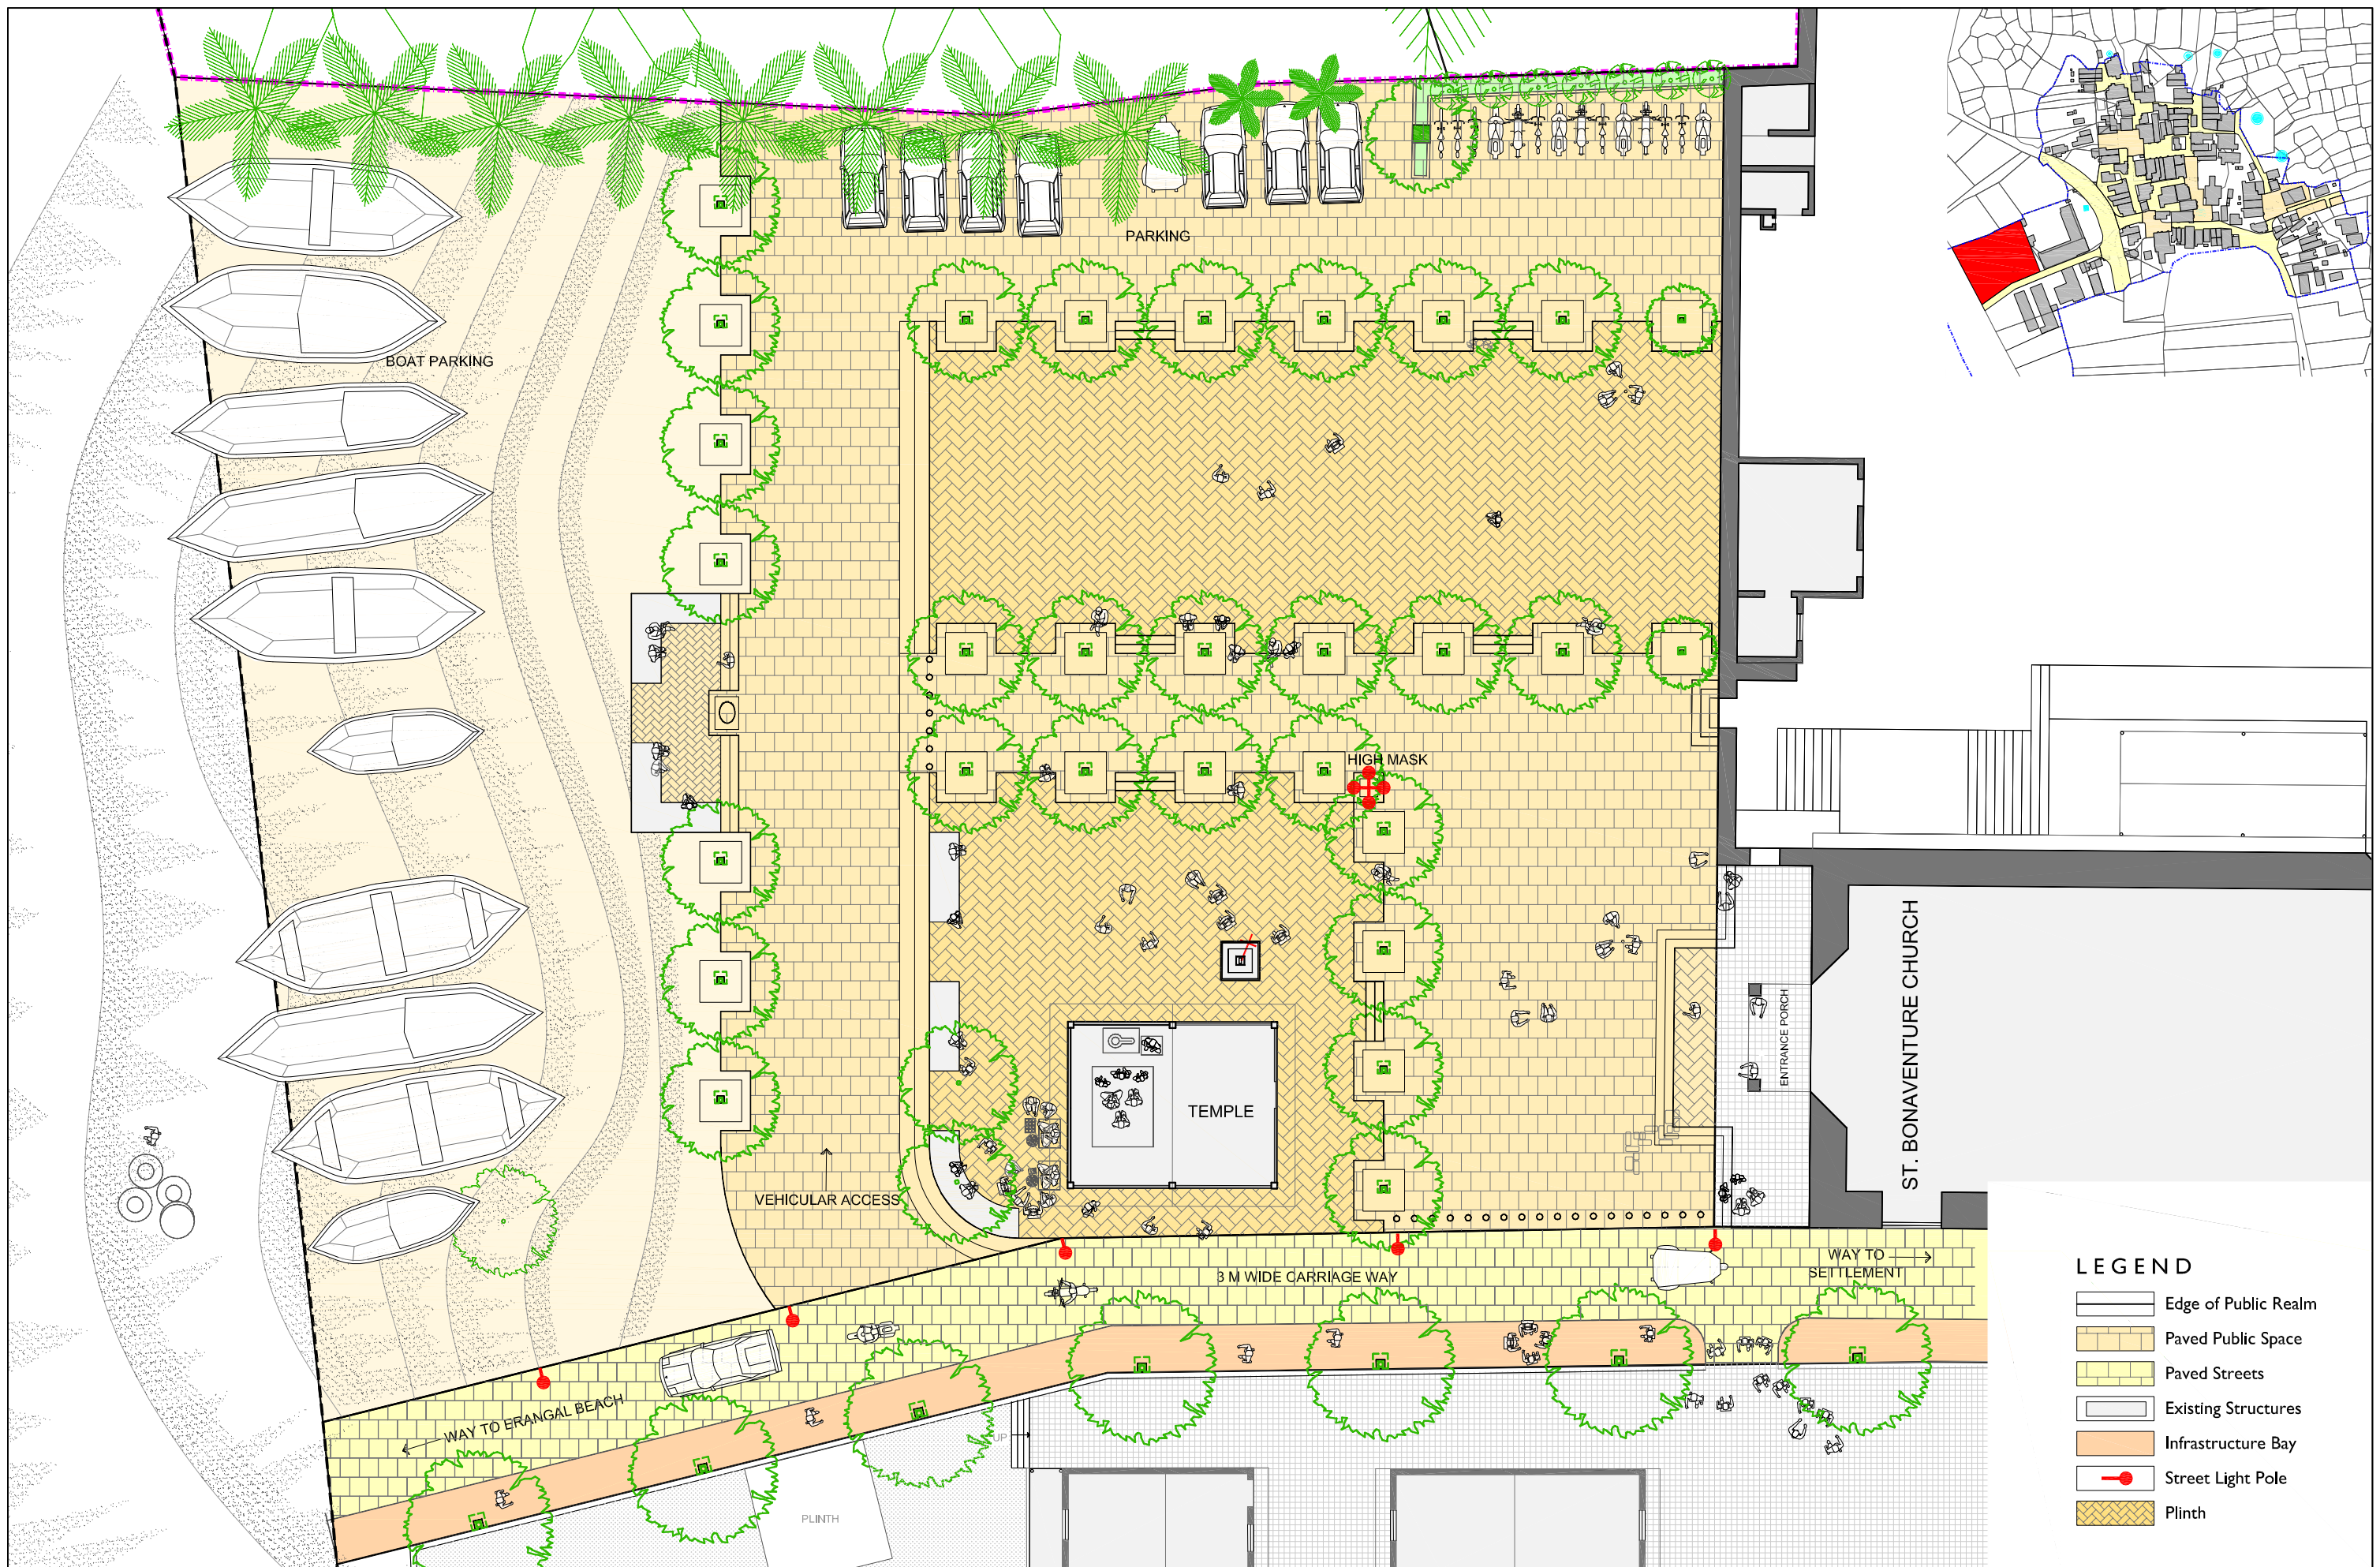 PARKING
BOAT PARKING
HIGH MASK
ENTRANCE PORCH
ST. BONAVENTURE CHURCH
TEMPLE
VEHICULAR ACCESS
3 M WIDE CARRIAGE WAY
WAY TO
SETTLEMENT
WAY TO ERANGAL BEACH
UP
PLINTH
LEGEND
Edge of Public Realm
Paved Public Space
Paved Streets
Existing Structures
Infrastructure Bay
Street Light Pole
Plinth